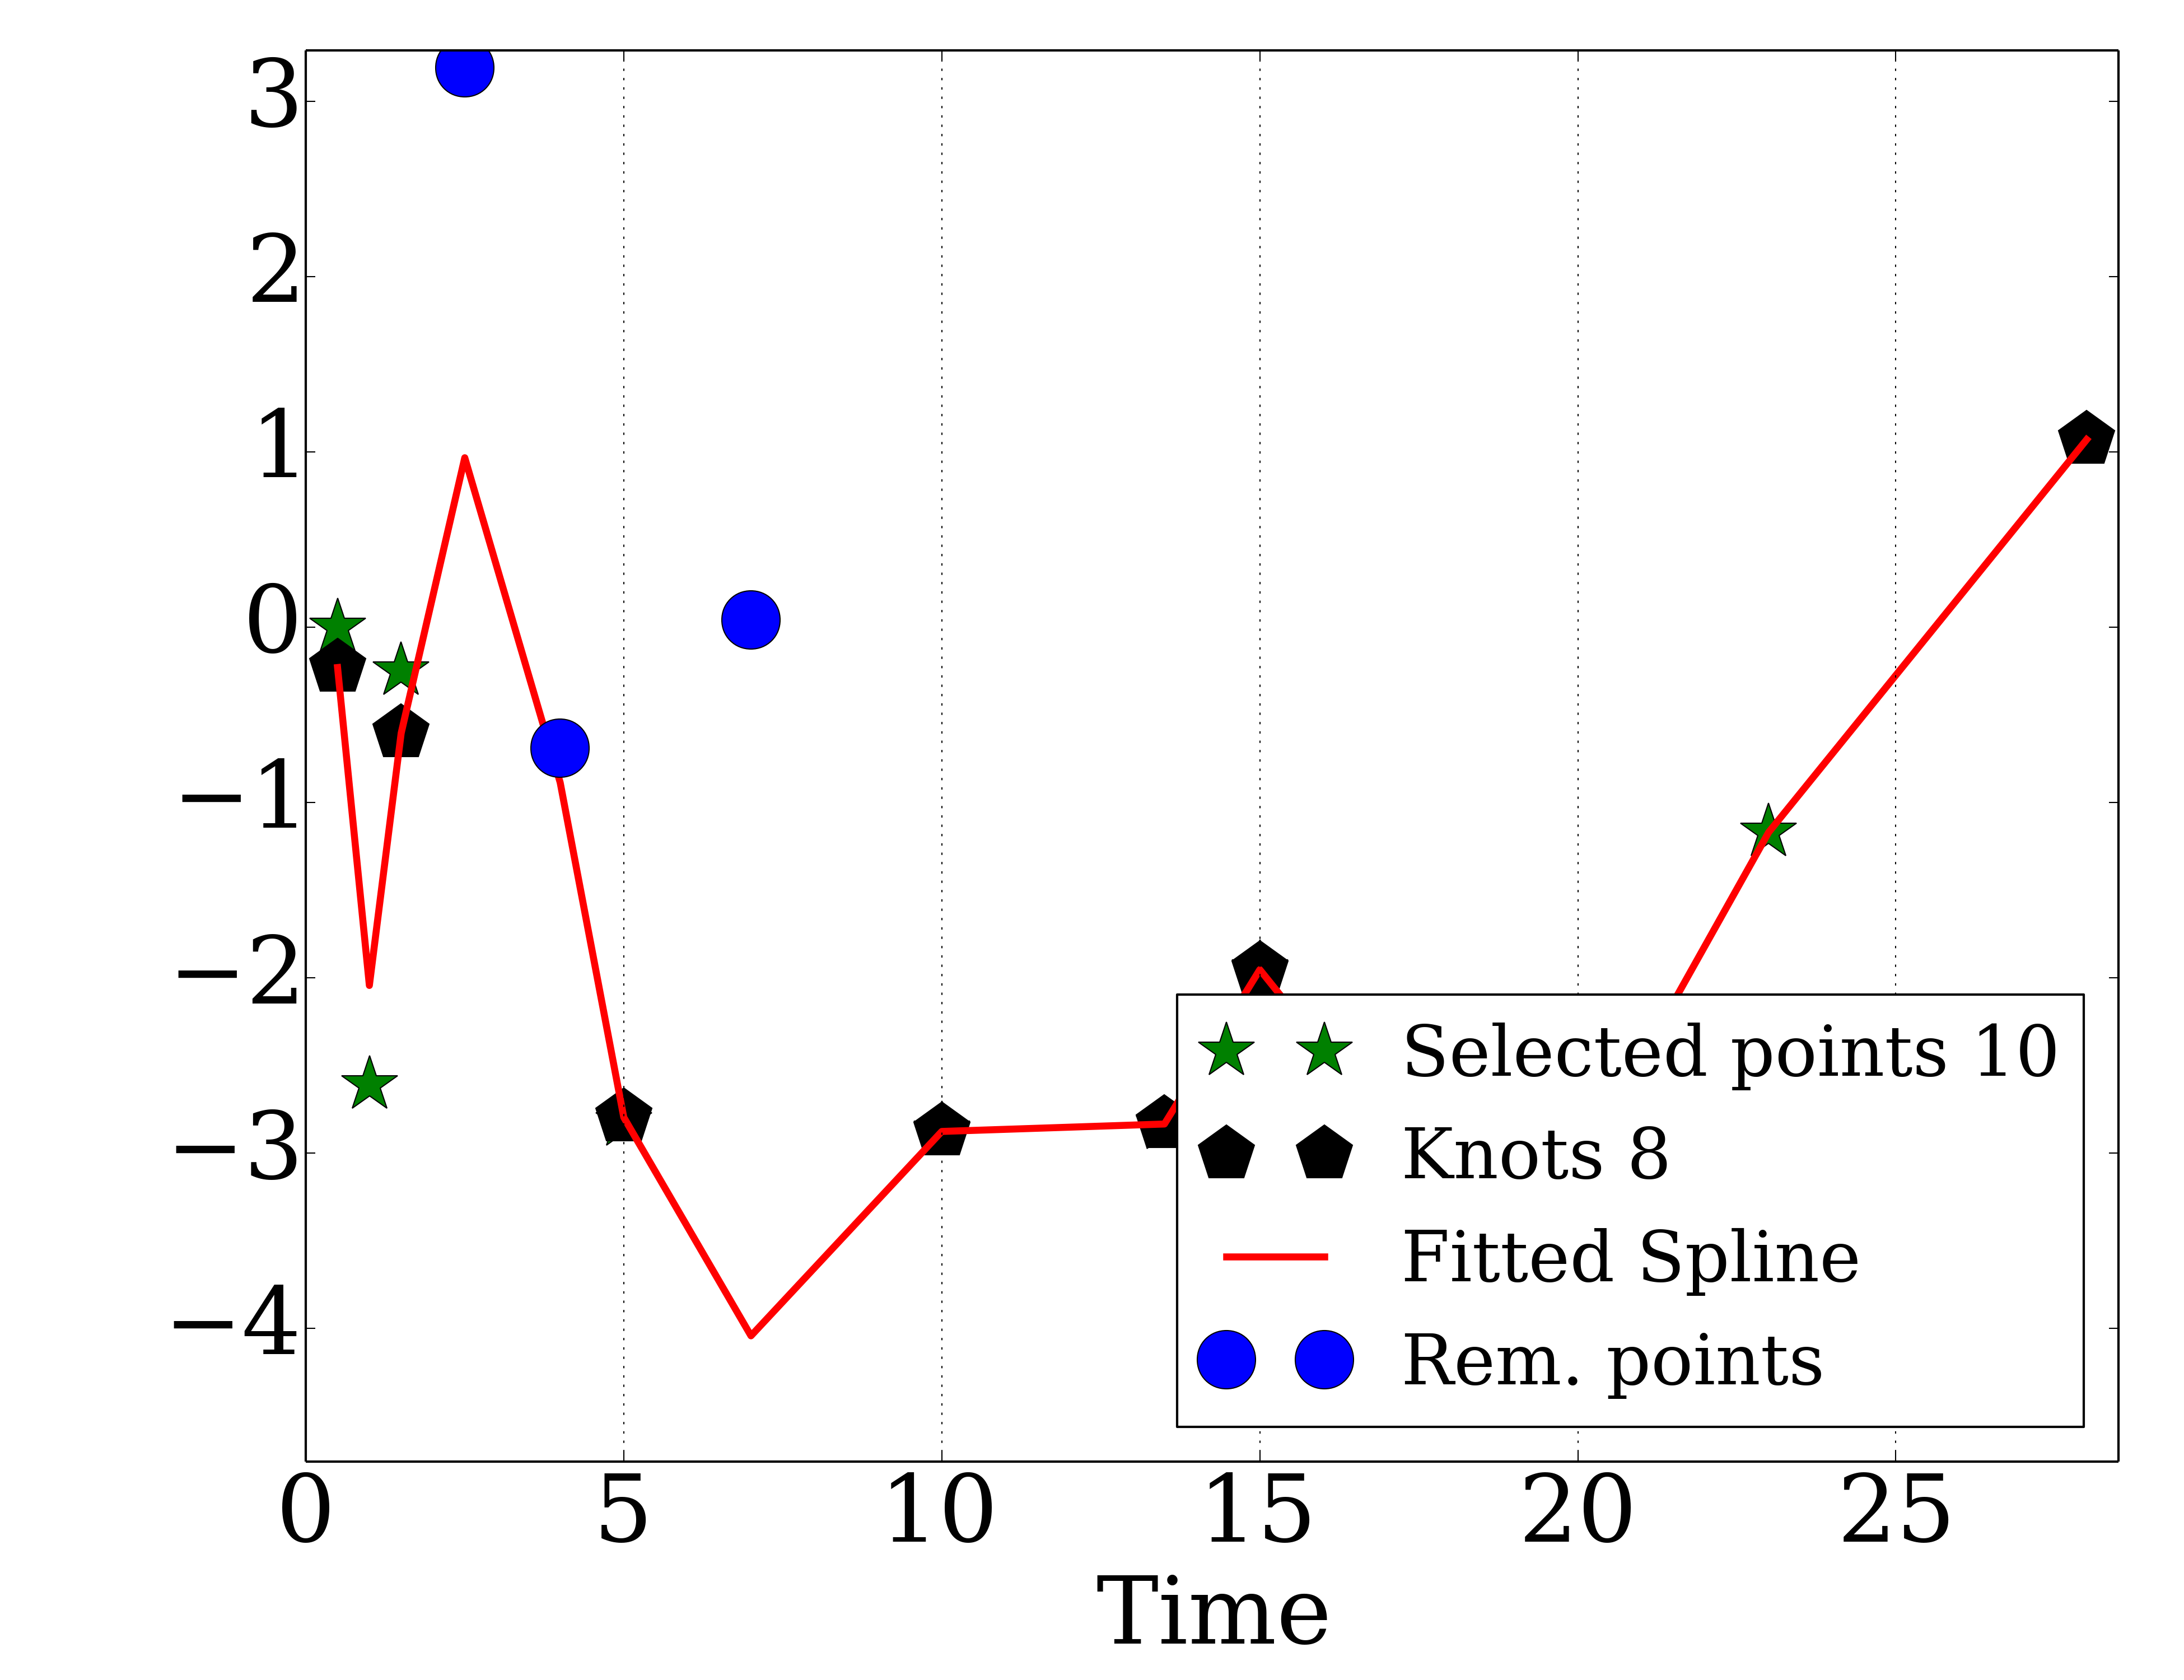 3
2
1
0
−1
−2
−3
−4
0 5 10 15 20 25
Time
Selected points 10
Knots 8
Fitted Spline
Rem. points